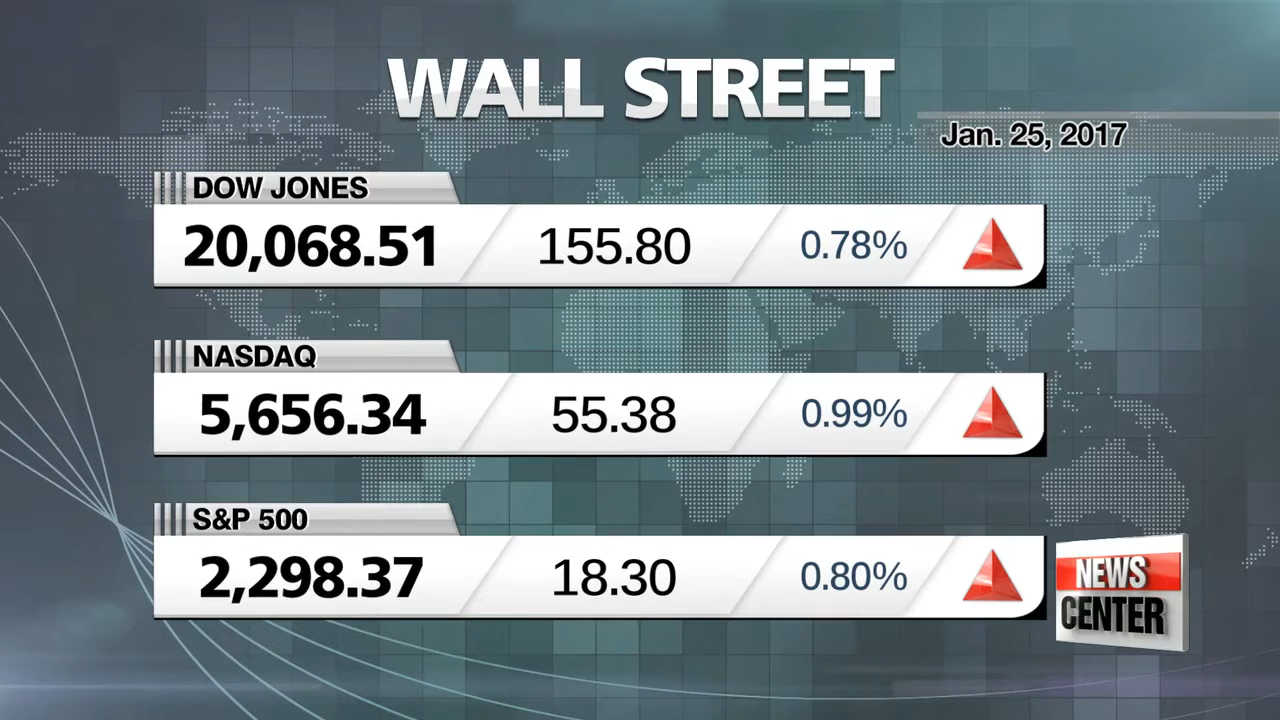 WALL STREET
Jan. 25, 2017
DOW JONES
20,068.51 155.80 0.78%
NASDAQ
5,656.34 55.38 0.99%
S&P 500
2,298.37 18.30 0.80%
NEWS
CENTER